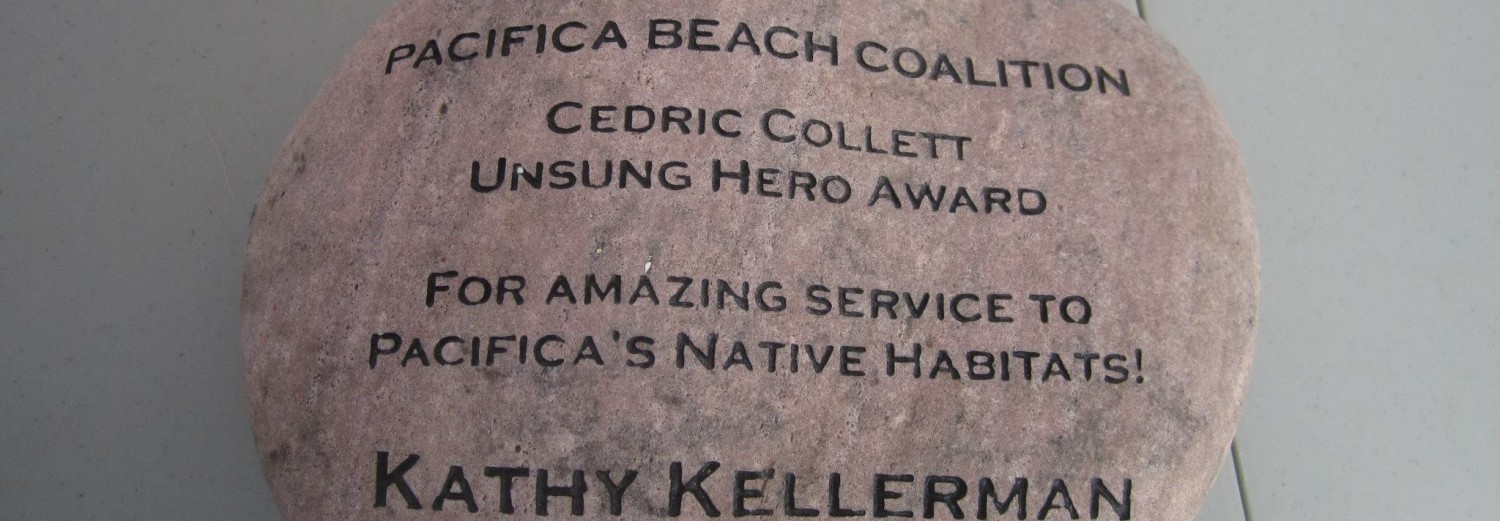 PACIFICA BEACH COALITION
CEDRIC COLLETT
UNSUNG HERO AWARD
FOR AMAZING SERVICE TO
PACIFICA'S NATIVE HABITATS!
KATHY KELLERMAN